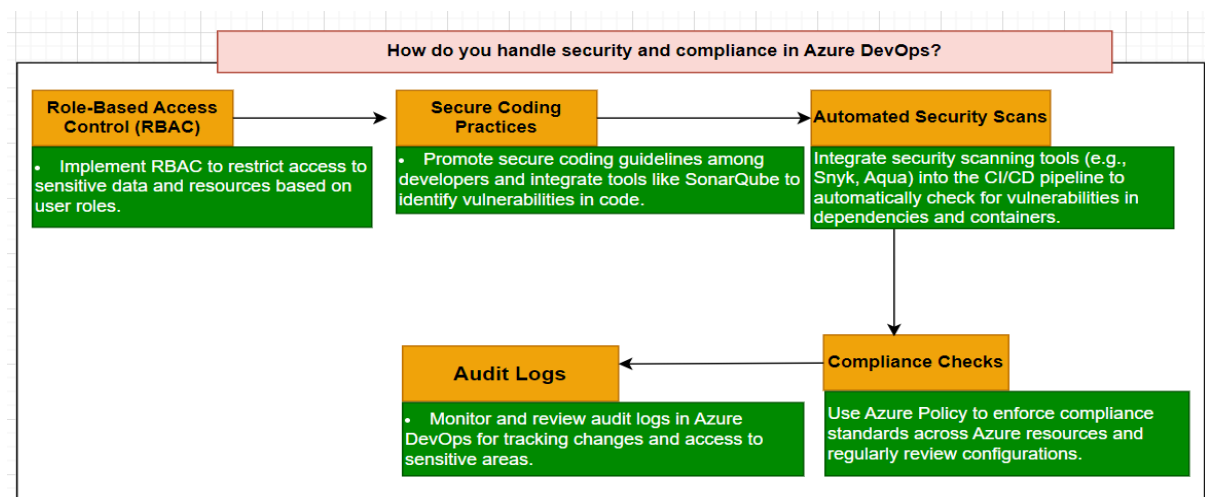 How do you handle security and compliance in Azure DevOps?
Role-Based Access
Control (RBAC)
• Implement RBAC to restrict access to
sensitive data and resources based on
user roles.
Secure Coding
Practices
• Promote secure coding guidelines among
developers and integrate tools like SonarQube to
identify vulnerabilities in code.
Automated Security Scans
Integrate security scanning tools (e.g.,
Snyk, Aqua) into the CI/CD pipeline to
automatically check for vulnerabilities in
dependencies and containers.
Compliance Checks
Use Azure Policy to enforce compliance
standards across Azure resources and
regularly review configurations.
Audit Logs
• Monitor and review audit logs in Azure
DevOps for tracking changes and access to
sensitive areas.